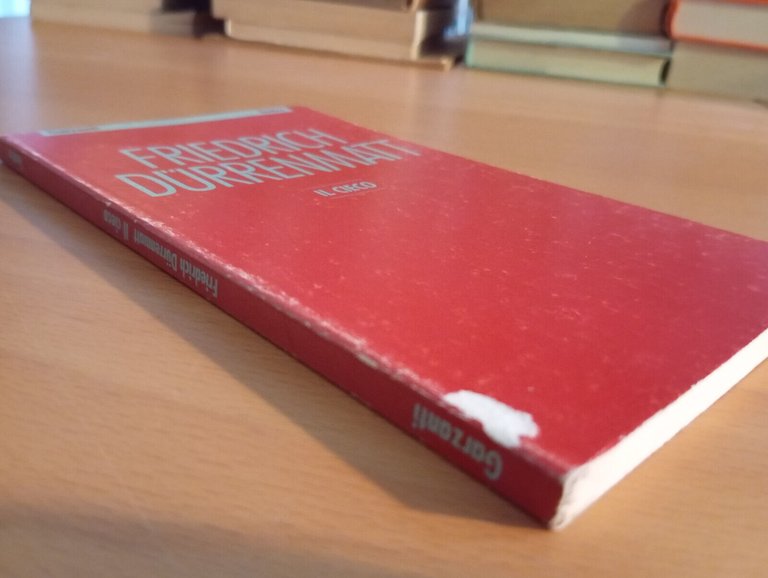 FRIEDRICH
DÜRRENMATT
IL CIECO
Friedrich Dürrenmatt Il cieco
Garzanti